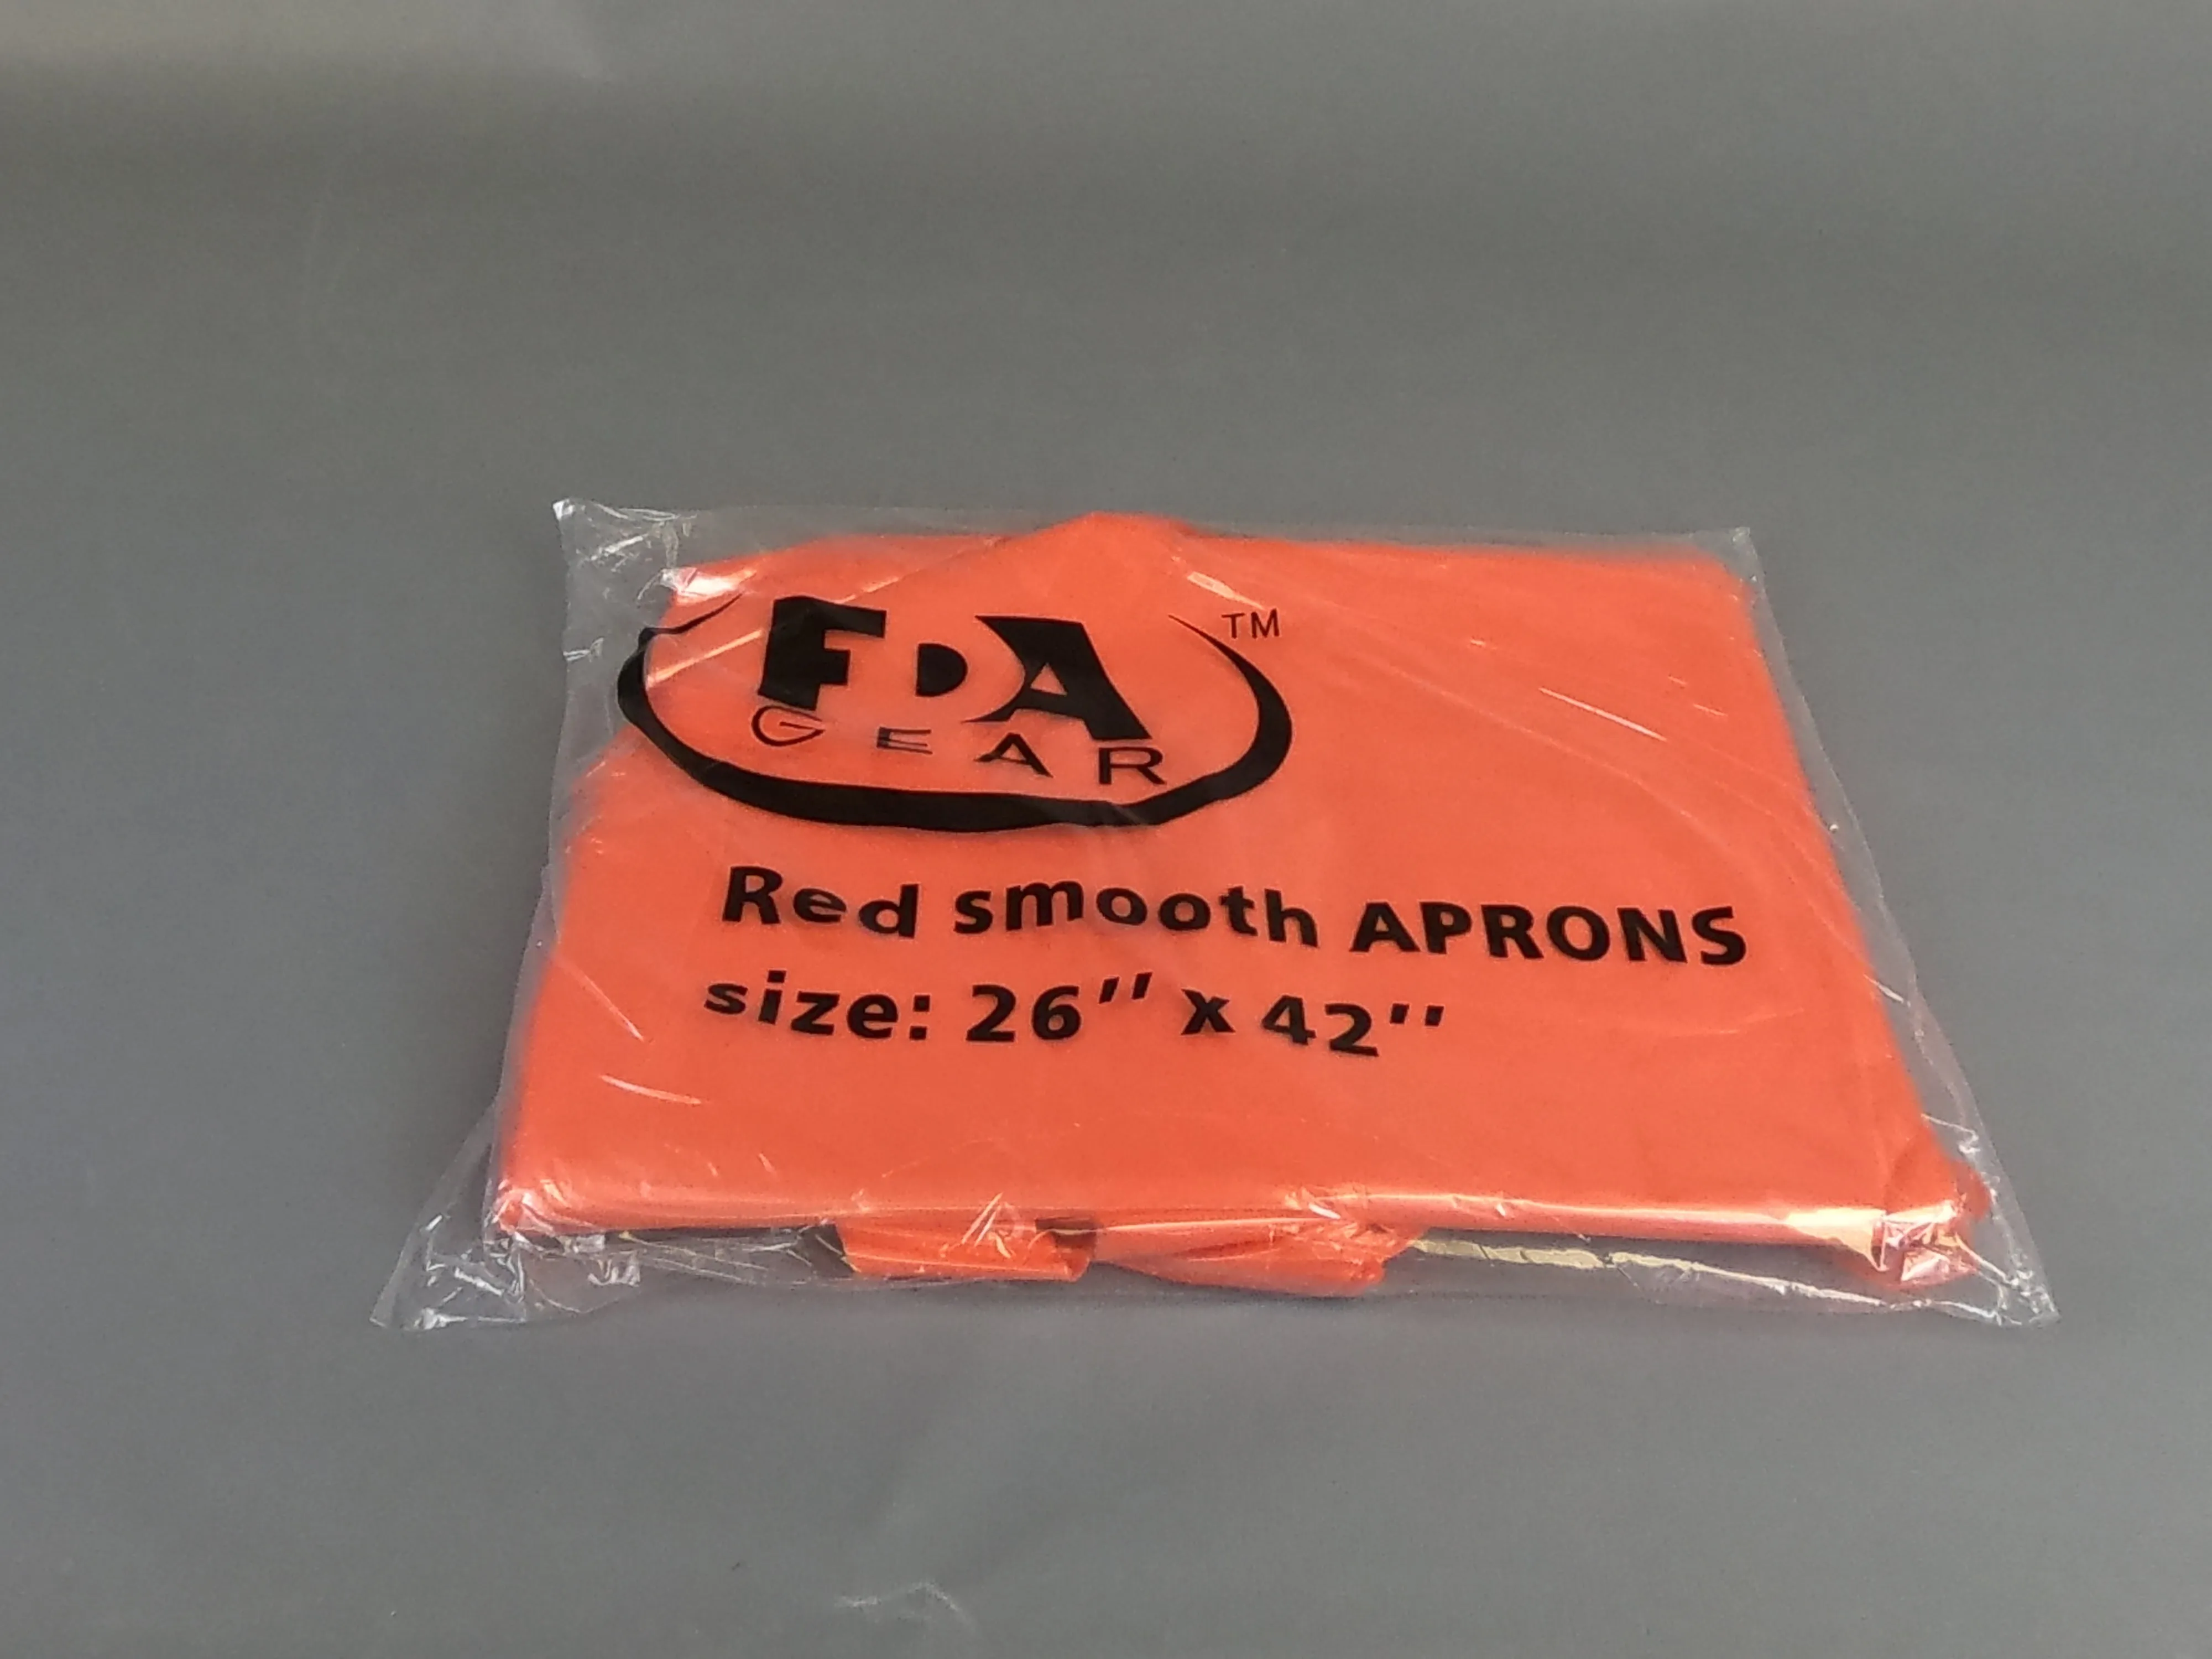 FDA
GEAR
TM
Red smooth APRONS
size: 26" x 42"